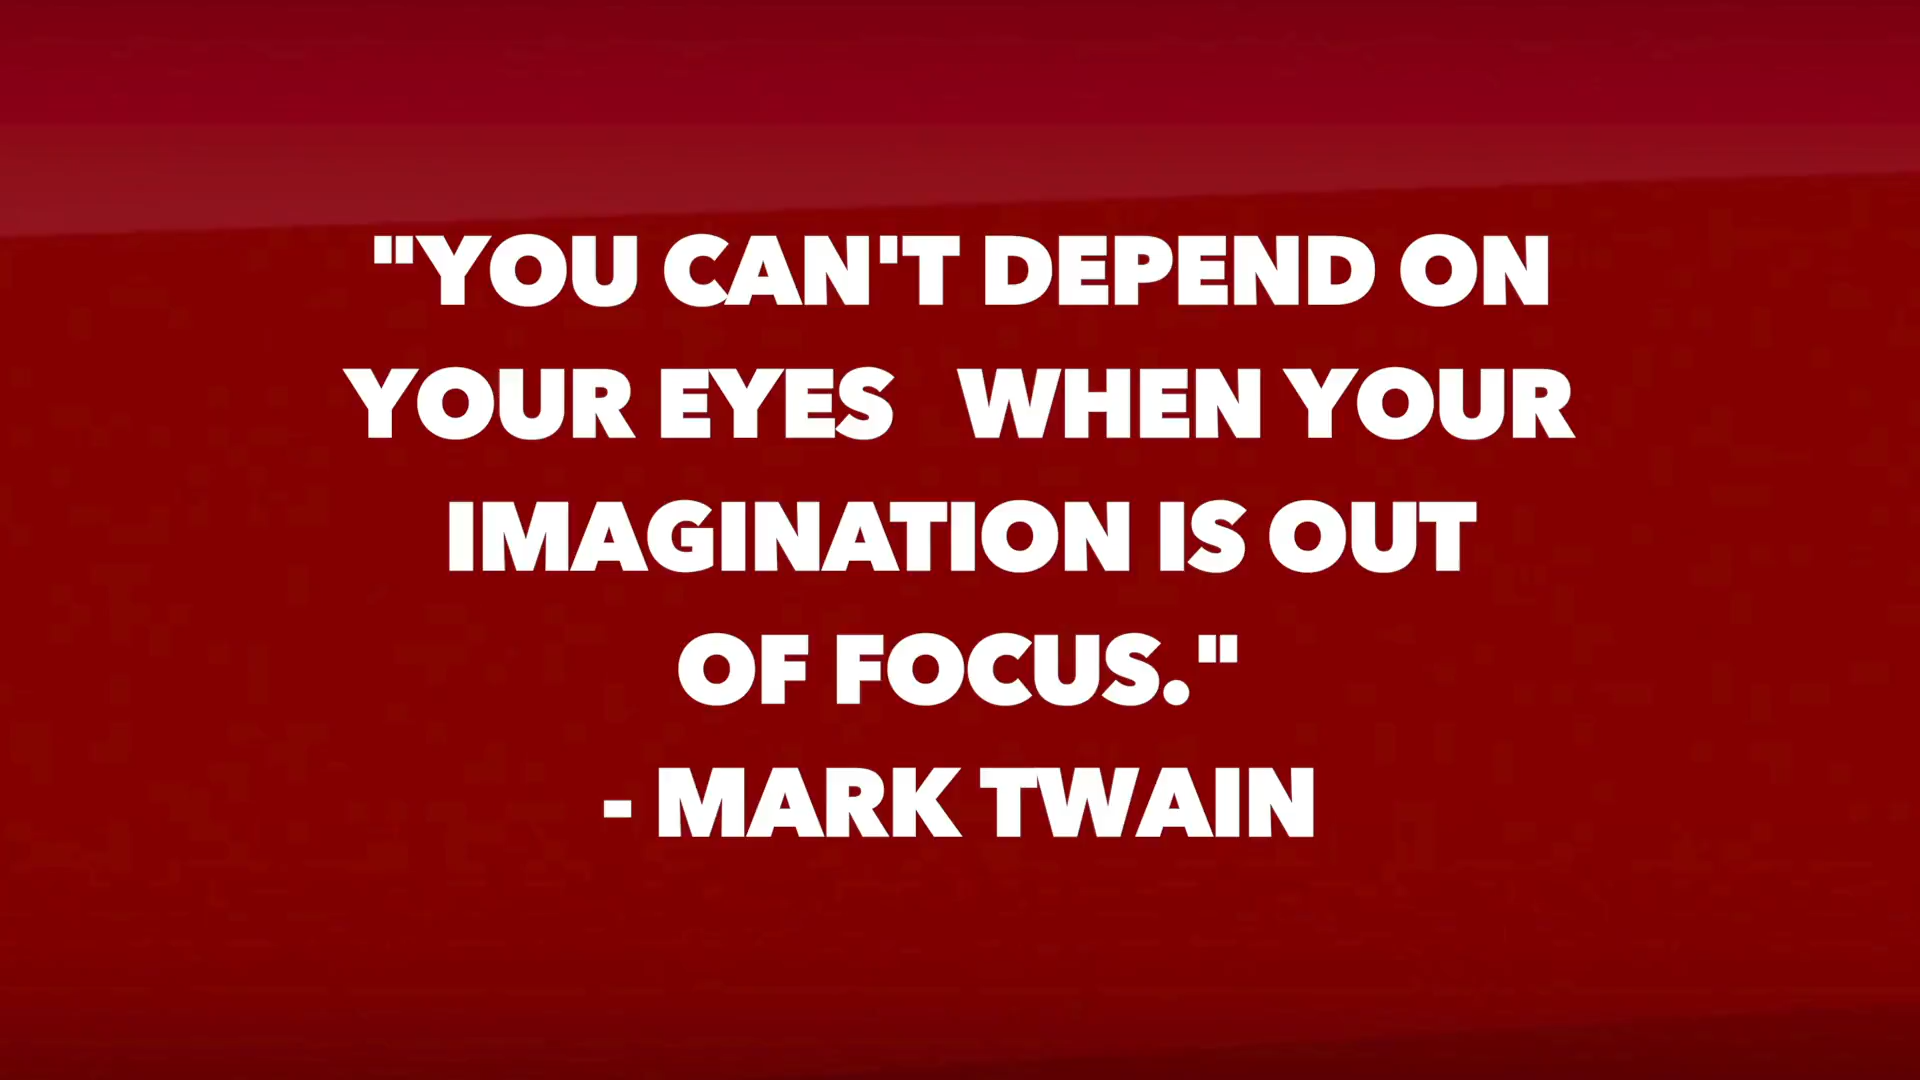 "YOU CAN'T DEPEND ON
YOUR EYES  WHEN YOUR
IMAGINATION IS OUT
OF FOCUS."
- MARK TWAIN